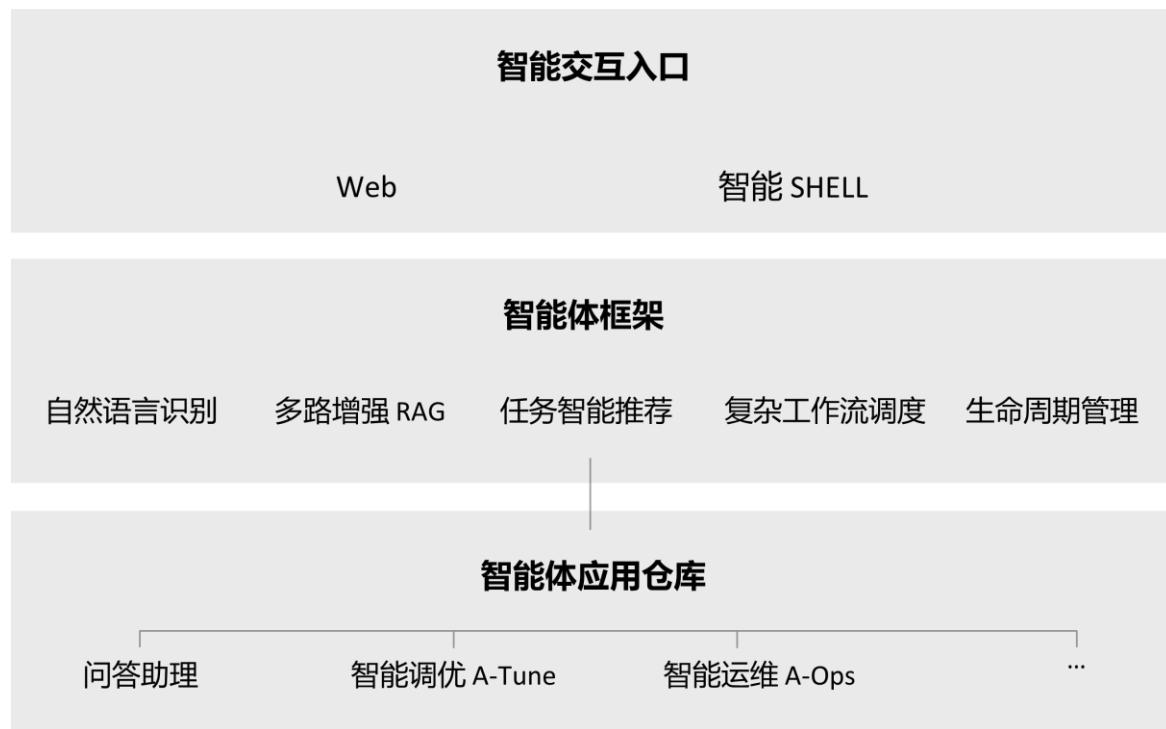 智能交互入口
Web 智能 SHELL
智能体框架
自然语言识别 多路增强 RAG 任务智能推荐 复杂工作流调度 生命周期管理
智能体应用仓库
问答助理 智能调优 A-Tune 智能运维 A-Ops ...